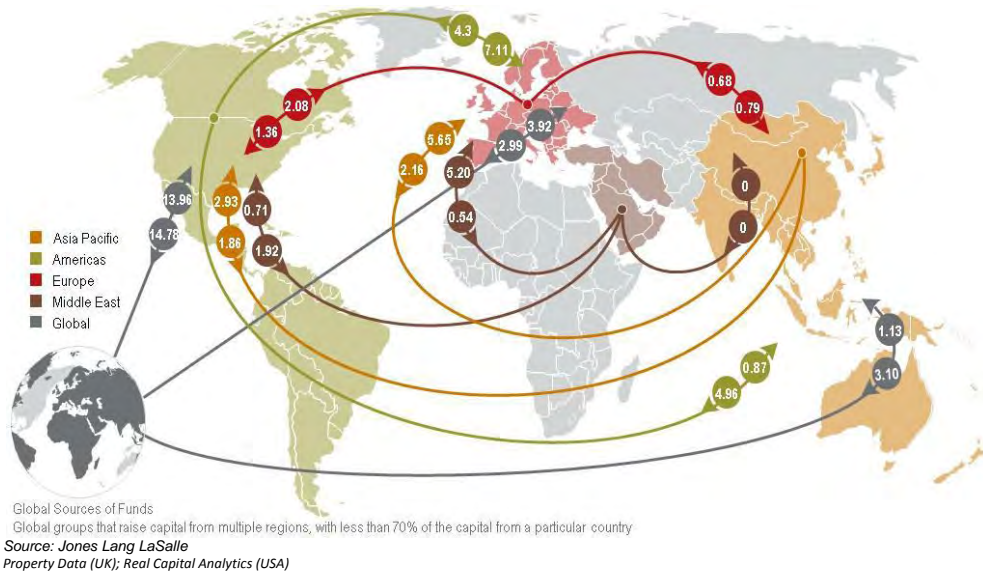 4.3
7.11
0.68
2.08
0.79
1.36
3.92
5.65
2.99
2.16
5.20
0
13.96
2.93
0.71
0.54
0
14.78
1.86
1.92
Asia Pacific
Americas
Europe
Middle East
Global
1.13
3.10
0.87
4.96
Global Sources of Funds
Global groups that raise capital from multiple regions, with less than 70% of the capital from a particular country
Source: Jones Lang LaSalle
Property Data (UK); Real Capital Analytics (USA)